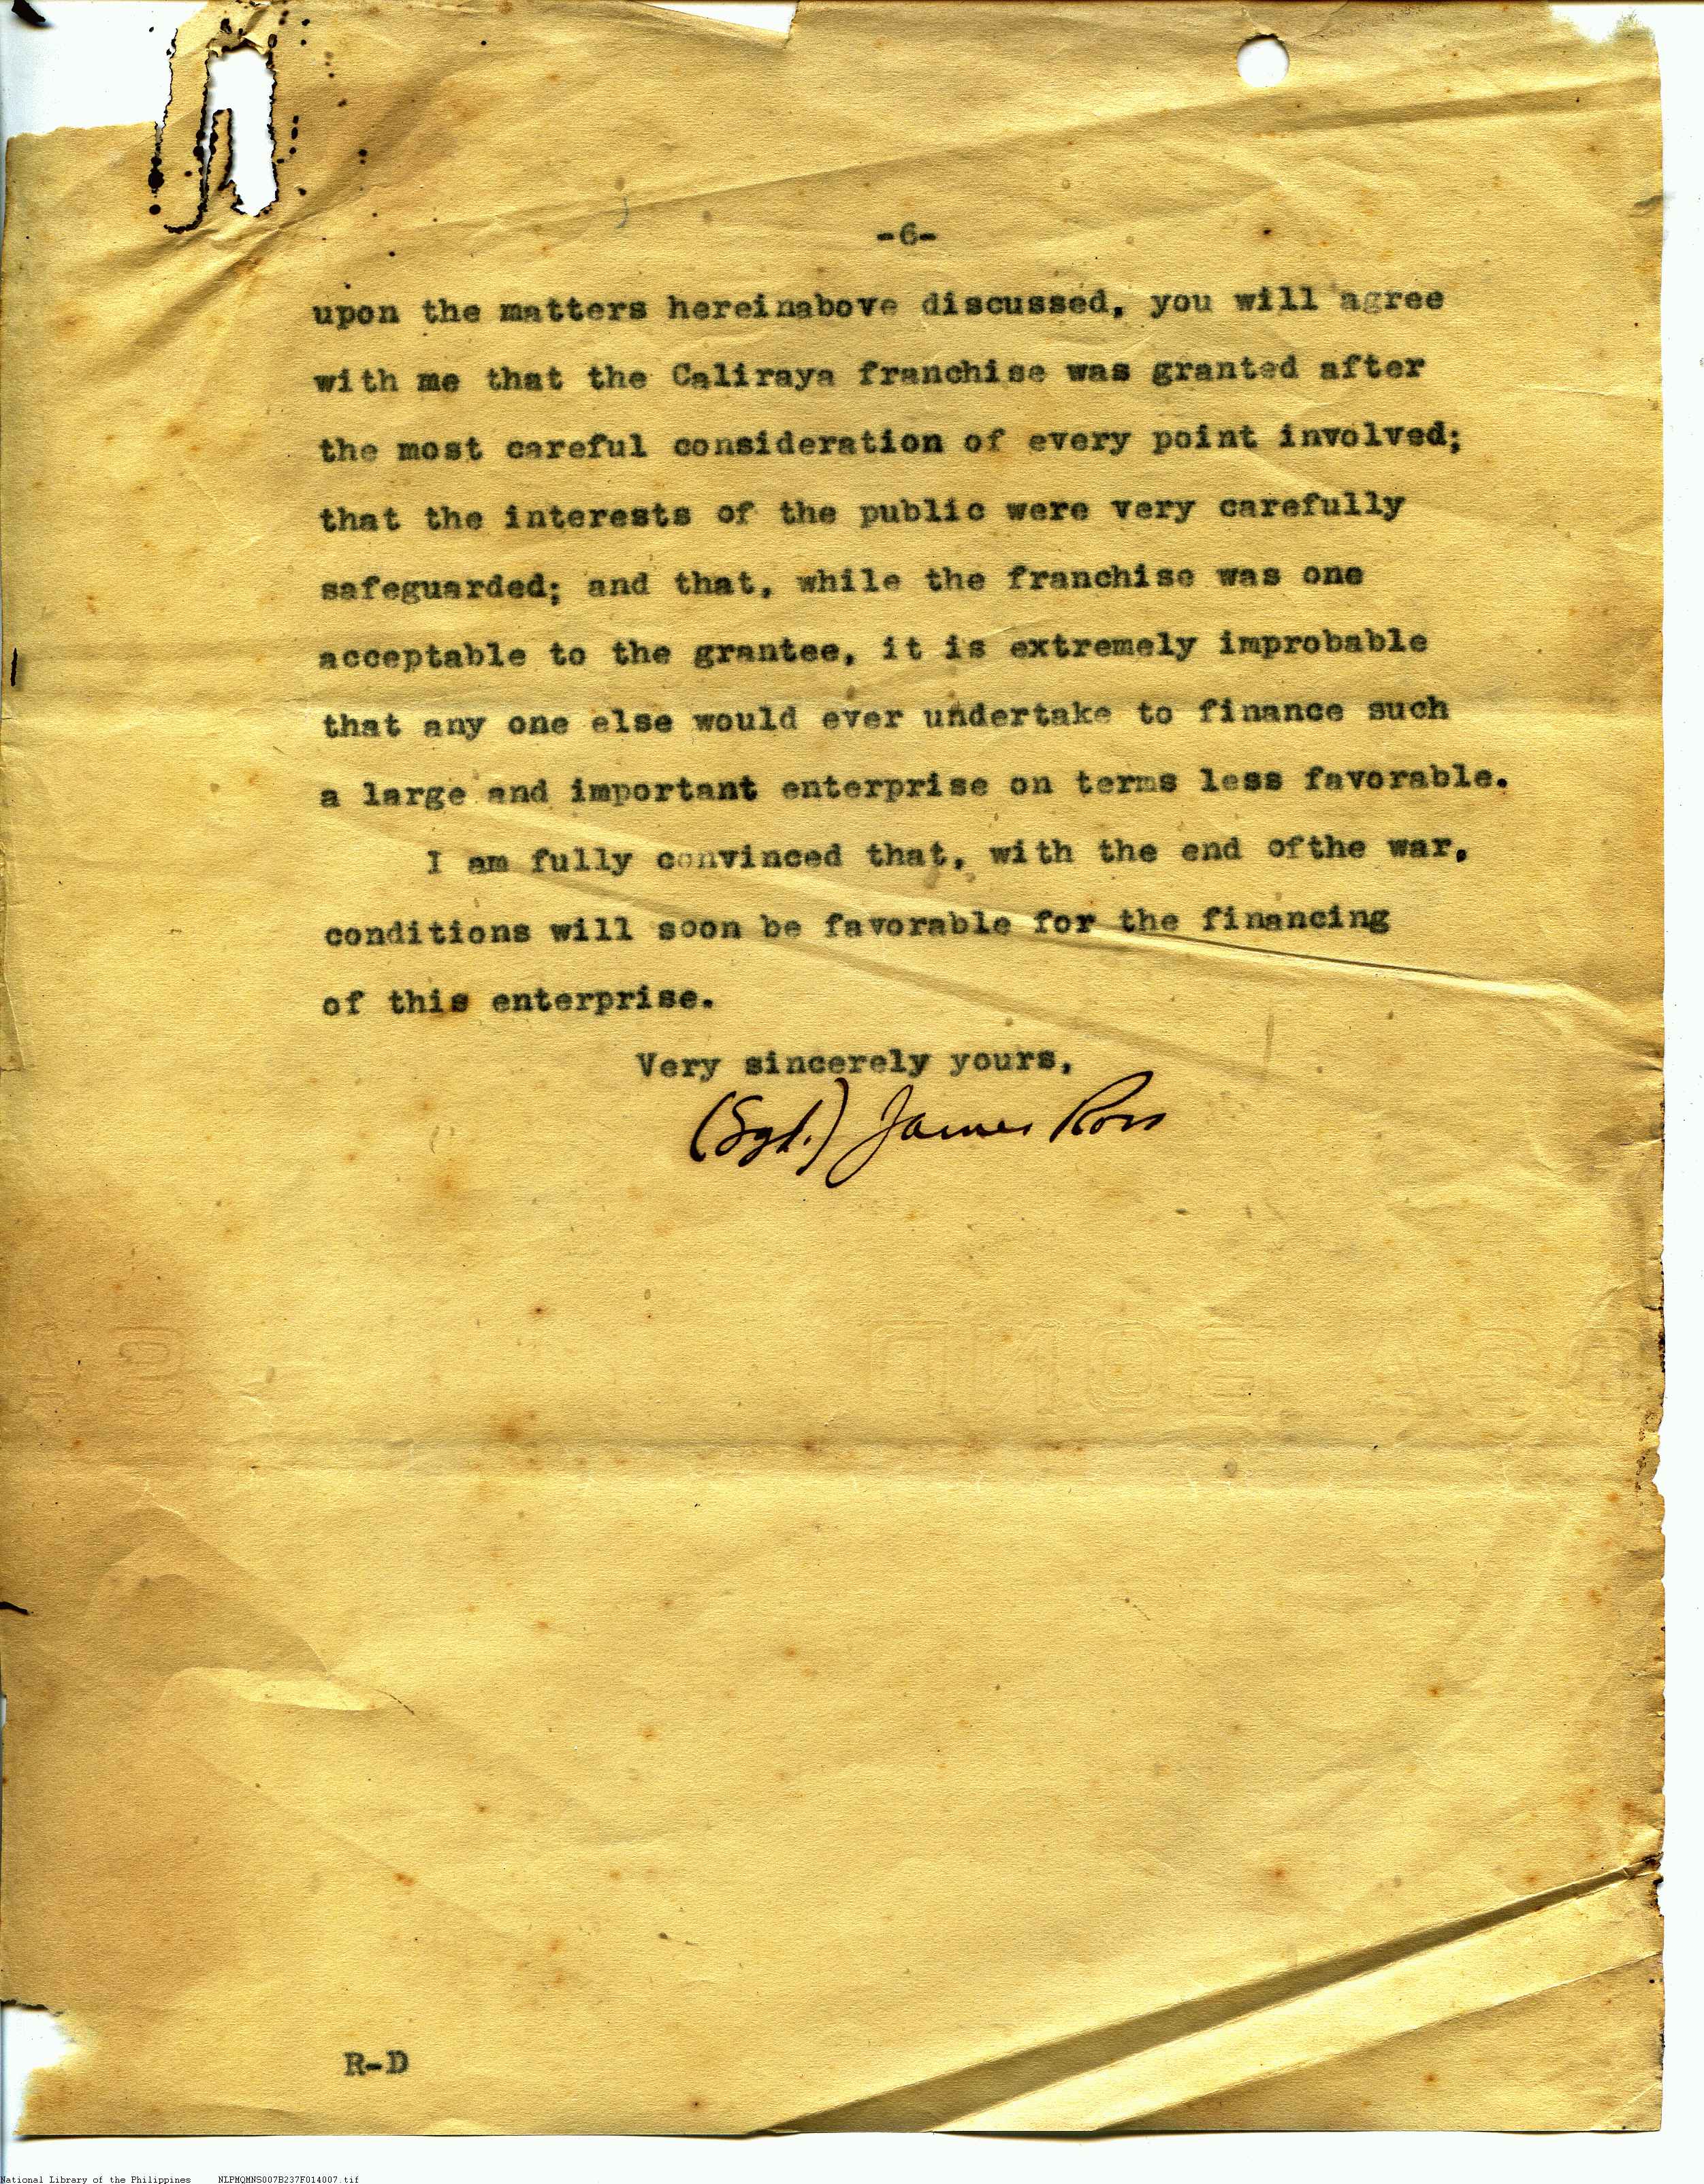 -6-
upon the matters hereinabove discussed, you will agree
with me that the Caliraya franchise was granted after
the most careful consideration of every point involved;
that the interests of the public were very carefully
safeguarded; and that, while the franchise was one
acceptable to the grantee, it is extremely improbable
that any one else would ever undertake to finance such
a large and important enterprise on terms less favorable.
I am fully convinced that, with the end ofthe war,
conditions will soon be favorable for the financing
of this enterprise.
Very sincerely yours,
(Sgd.) James Ross
R-D
National Library of the Philippines NLPMQMNS007B237F014007.tif